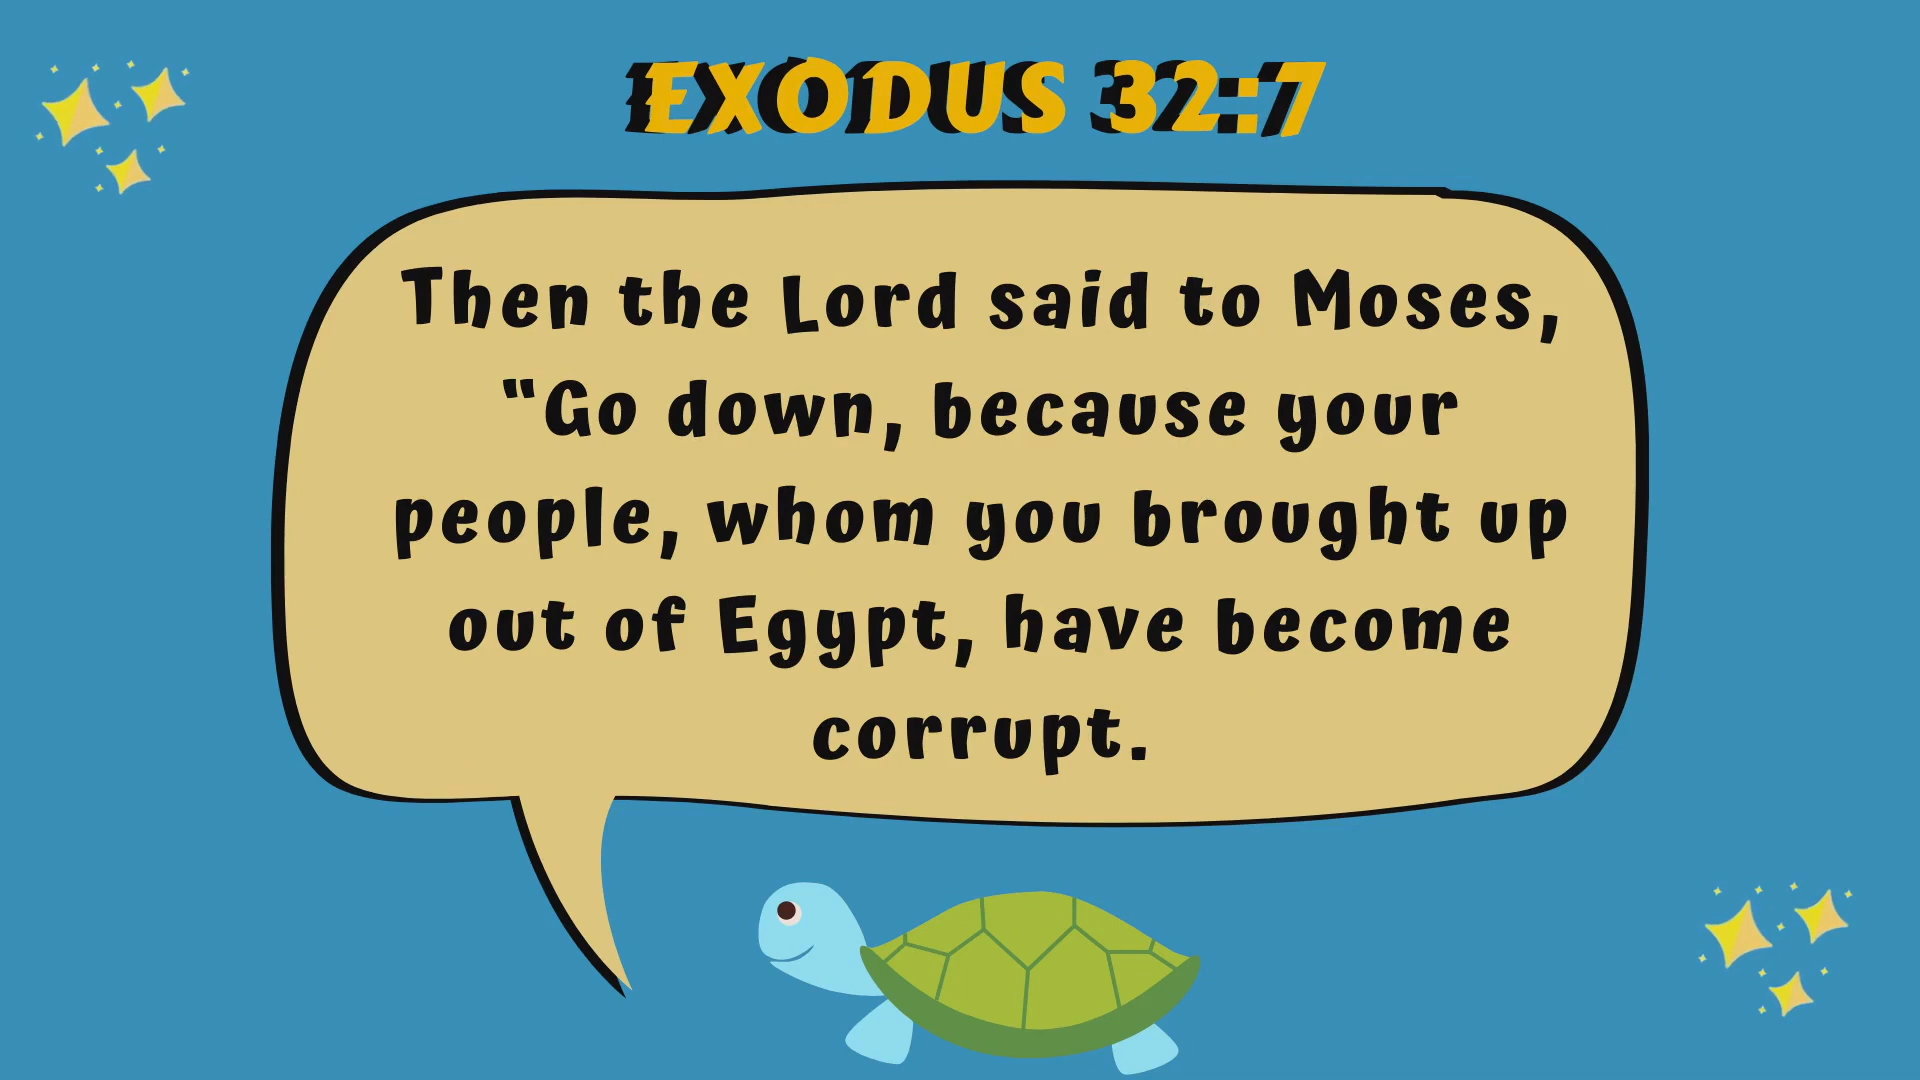 EXODUS 32:7
Then the Lord said to Moses,
"Go down, because your
people, whom you brought up
out of Egypt, have become
corrupt.